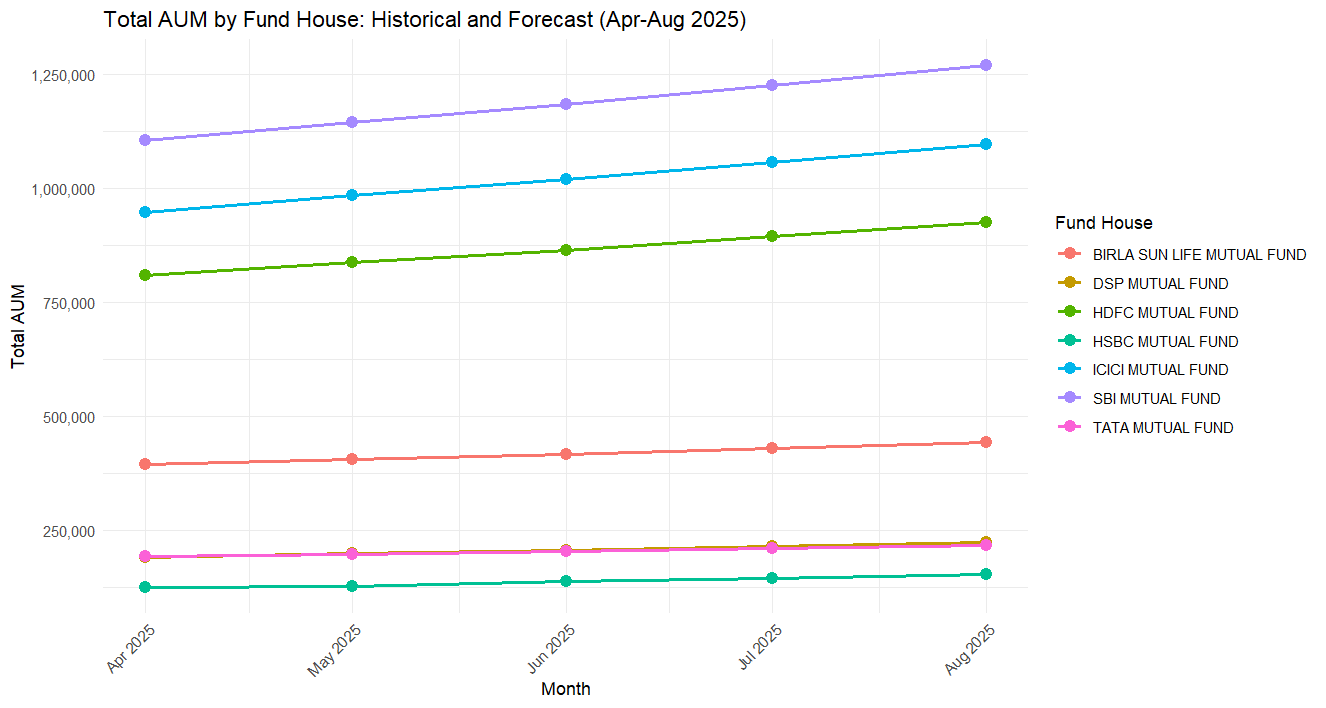 Total AUM by Fund House: Historical and Forecast (Apr-Aug 2025)
Total AUM
1,250,000
1,000,000
750,000
500,000
250,000
Apr 2025
May 2025
Jun 2025
Jul 2025
Aug 2025
Month
Fund House
BIRLA SUN LIFE MUTUAL FUND
DSP MUTUAL FUND
HDFC MUTUAL FUND
HSBC MUTUAL FUND
ICICI MUTUAL FUND
SBI MUTUAL FUND
TATA MUTUAL FUND